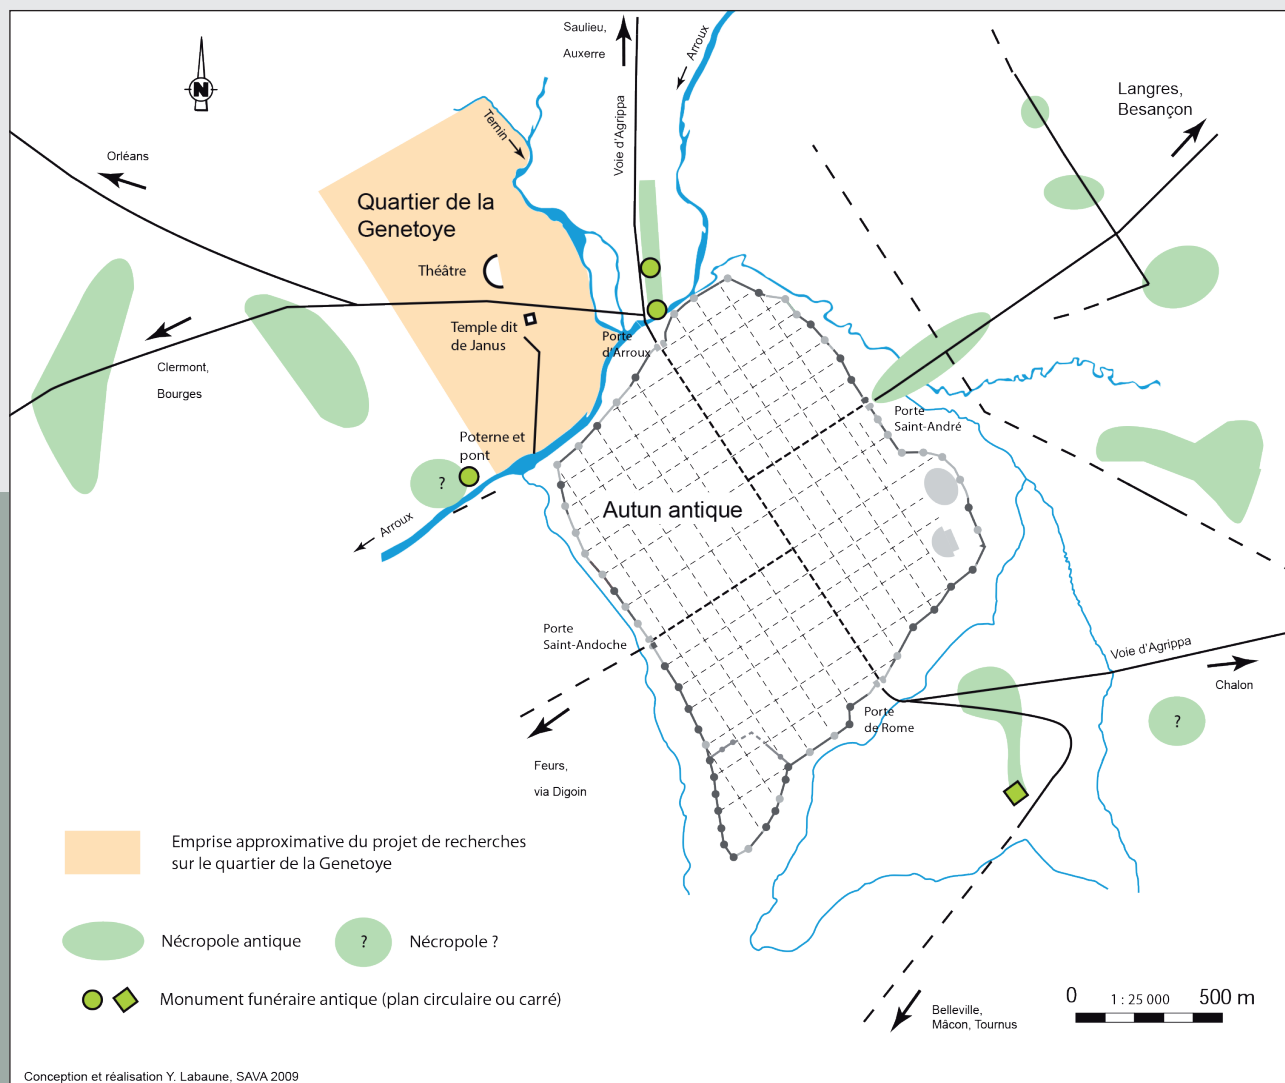 Saulieu,
Auxerre
Arroux
Voie d'Agrippa
N
Langres,
Besançon
Ternin
Orléans
Quartier de la
Genetoye
Théâtre
Temple dit
de Janus
Porte
d'Arroux
Clermont,
Bourges
Porte
Saint-André
Poterne et
pont
?
Arroux
Autun antique
Porte
Saint-Andoche
Voie d'Agrippa
Chalon
?
Porte
de Rome
Feurs,
via Digoin
Emprise approximative du projet de recherches
sur le quartier de la Genetoye
Nécropole antique
?
Nécropole ?
Monument funéraire antique (plan circulaire ou carré)
0 1 : 25 000 500 m
Belleville,
Mâcon, Tournus
Conception et réalisation Y. Labaune, SAVA 2009